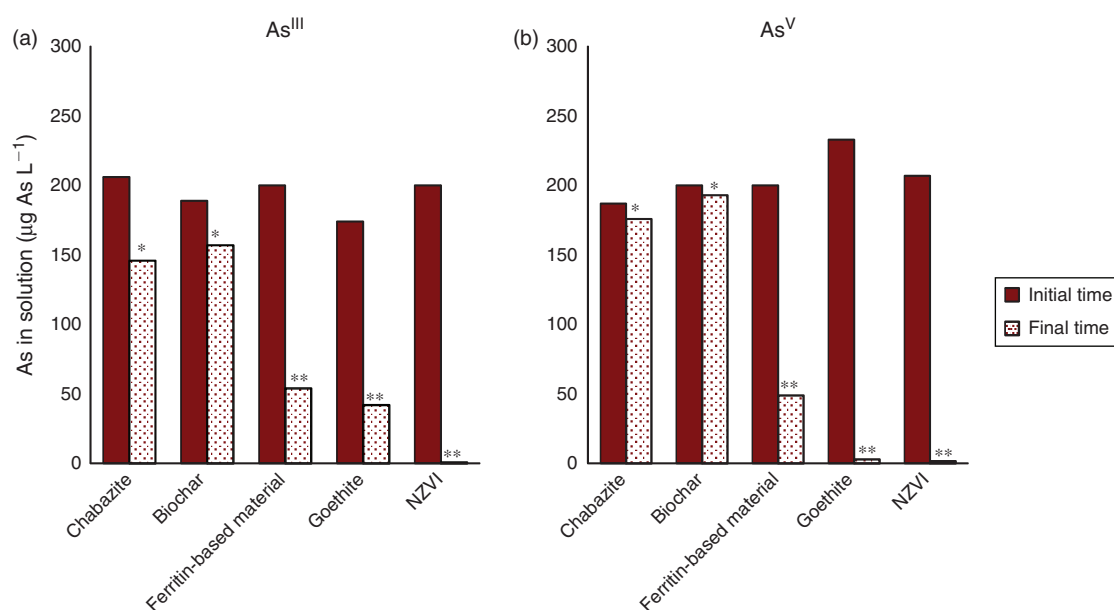 (a)
As^III
As in solution (µg As L⁻¹)
300
250
200
150
100
50
0
*
*
**
**
**
Chabazite
Biochar
Ferritin-based material
Goethite
NZVI
(b)
As^V
300
250
200
150
100
50
0
*
*
**
**
**
Chabazite
Biochar
Ferritin-based material
Goethite
NZVI
Initial time
Final time